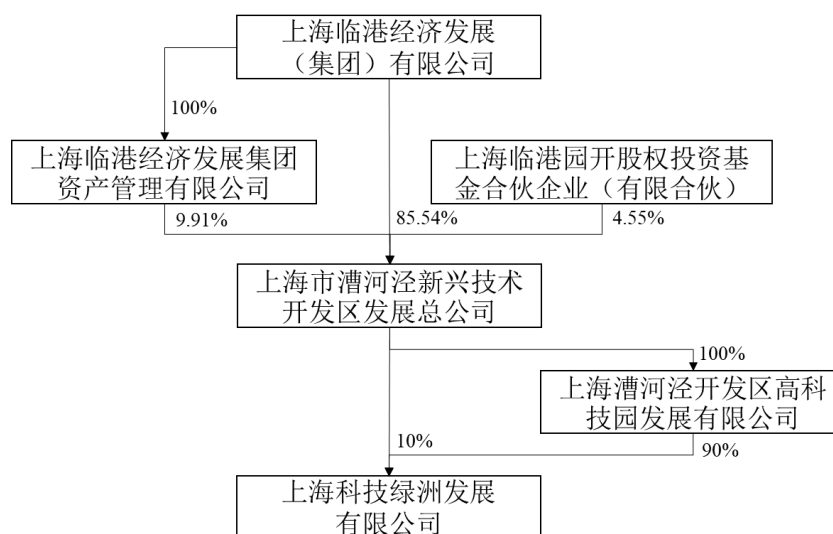 上海临港经济发展
（集团）有限公司
100%
上海临港经济发展集团
资产管理有限公司
上海临港园开股权投资基
金合伙企业（有限合伙）
9.91%
85.54%
4.55%
上海市漕河泾新兴技术
开发区发展总公司
100%
上海漕河泾开发区高科
技园发展有限公司
10%
90%
上海科技绿洲发展
有限公司